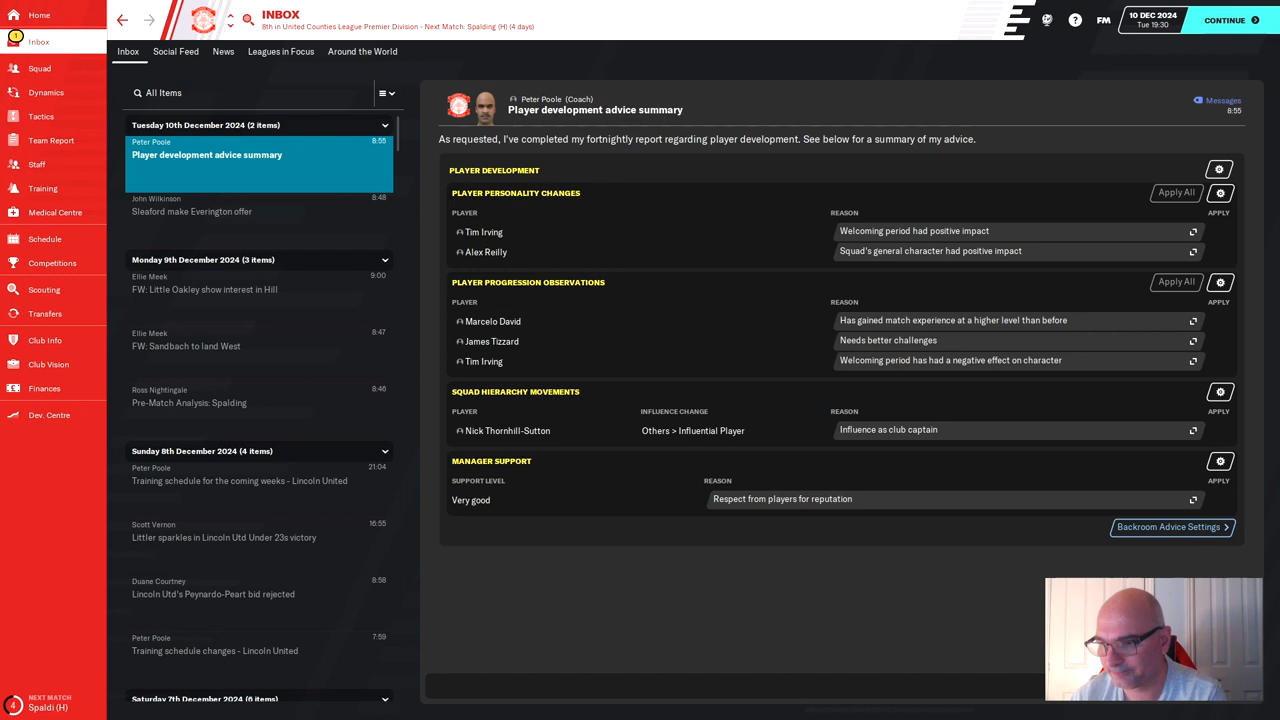 Home
1
Inbox
Squad
Dynamics
Tactics
Team Report
Staff
Training
Medical Centre
Schedule
Competitions
Scouting
Transfers
Club Info
Club Vision
Finances
Dev. Centre
4
NEXT MATCH
Spaldi (H)
INBOX
8th in United Counties League Premier Division - Next Match: Spalding (H) (4 days)
?
FM
10 DEC 2024
Tue 19:30
CONTINUE
Inbox
Social Feed
News
Leagues in Focus
Around the World
All Items
Tuesday 10th December 2024 (2 items)
Peter Poole 8:55
Player development advice summary
John Wilkinson 8:48
Sleaford make Everington offer
Monday 9th December 2024 (3 items)
Ellie Meek 9:00
FW: Little Oakley show interest in Hill
Ellie Meek 8:47
FW: Sandbach to land West
Ross Nightingale 8:46
Pre-Match Analysis: Spalding
Sunday 8th December 2024 (4 items)
Peter Poole 21:04
Training schedule for the coming weeks - Lincoln United
Scott Vernon 16:55
Littler sparkles in Lincoln Utd Under 23s victory
Duane Courtney 8:58
Lincoln Utd's Peynardo-Peart bid rejected
Peter Poole 7:59
Training schedule changes - Lincoln United
Saturday 7th December 2024 (6 items)
Peter Poole (Coach)
Player development advice summary
Messages
8:55
As requested, I've completed my fortnightly report regarding player development. See below for a summary of my advice.
PLAYER DEVELOPMENT
PLAYER PERSONALITY CHANGES Apply All
PLAYER REASON APPLY
Tim Irving Welcoming period had positive impact
Alex Reilly Squad's general character had positive impact
PLAYER PROGRESSION OBSERVATIONS Apply All
PLAYER REASON APPLY
Marcelo David Has gained match experience at a higher level than before
James Tizzard Needs better challenges
Tim Irving Welcoming period has had a negative effect on character
SQUAD HIERARCHY MOVEMENTS
PLAYER INFLUENCE CHANGE REASON APPLY
Nick Thornhill-Sutton Others > Influential Player Influence as club captain
MANAGER SUPPORT
SUPPORT LEVEL REASON APPLY
Very good Respect from players for reputation
Backroom Advice Settings